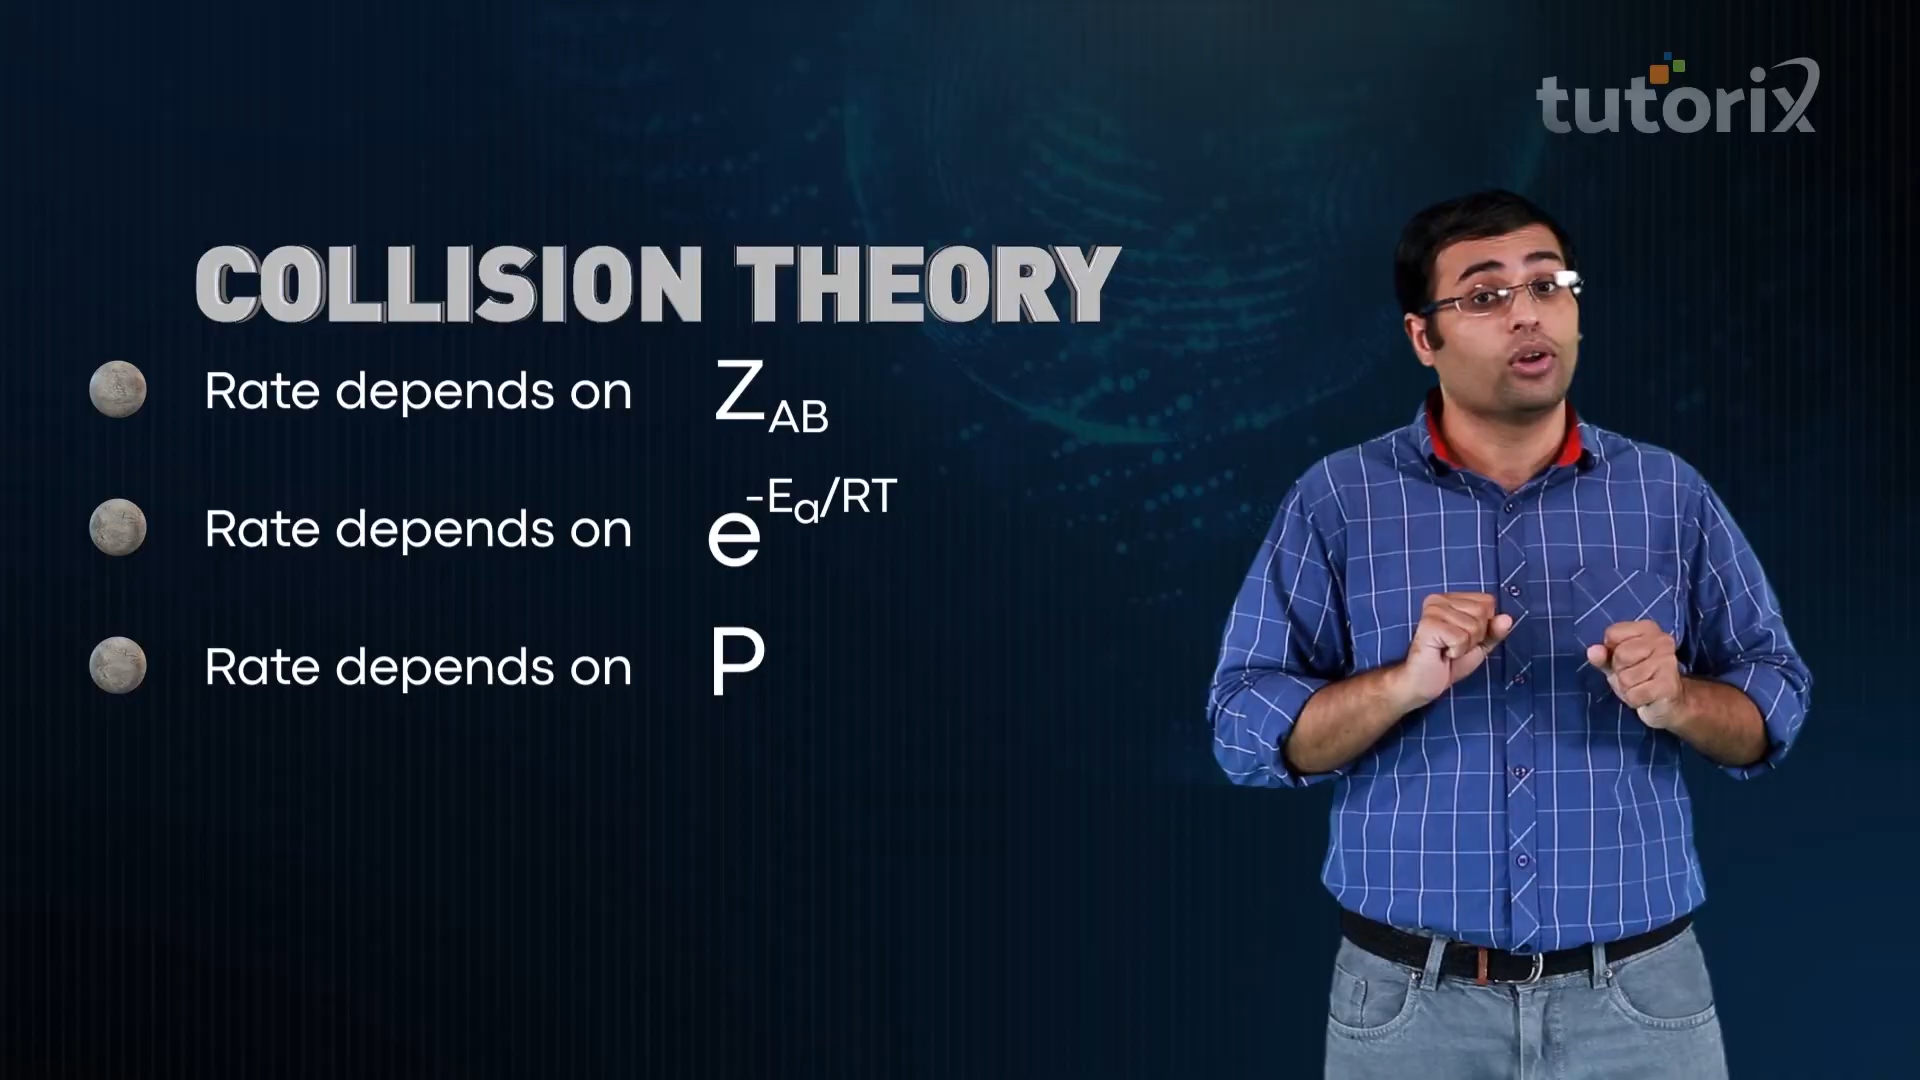 tutorix
COLLISION THEORY
Rate depends on Z_AB
Rate depends on e^-Ea/RT
Rate depends on P